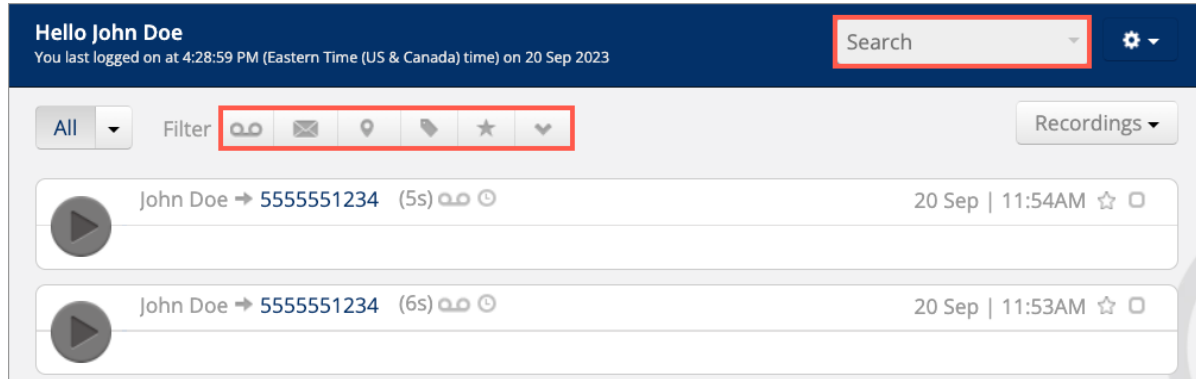 Hello John Doe
You last logged on at 4:28:59 PM (Eastern Time (US & Canada) time) on 20 Sep 2023
Search
All
Filter
Recordings
John Doe → 5555551234 (5s)
20 Sep | 11:54AM
John Doe → 5555551234 (6s)
20 Sep | 11:53AM